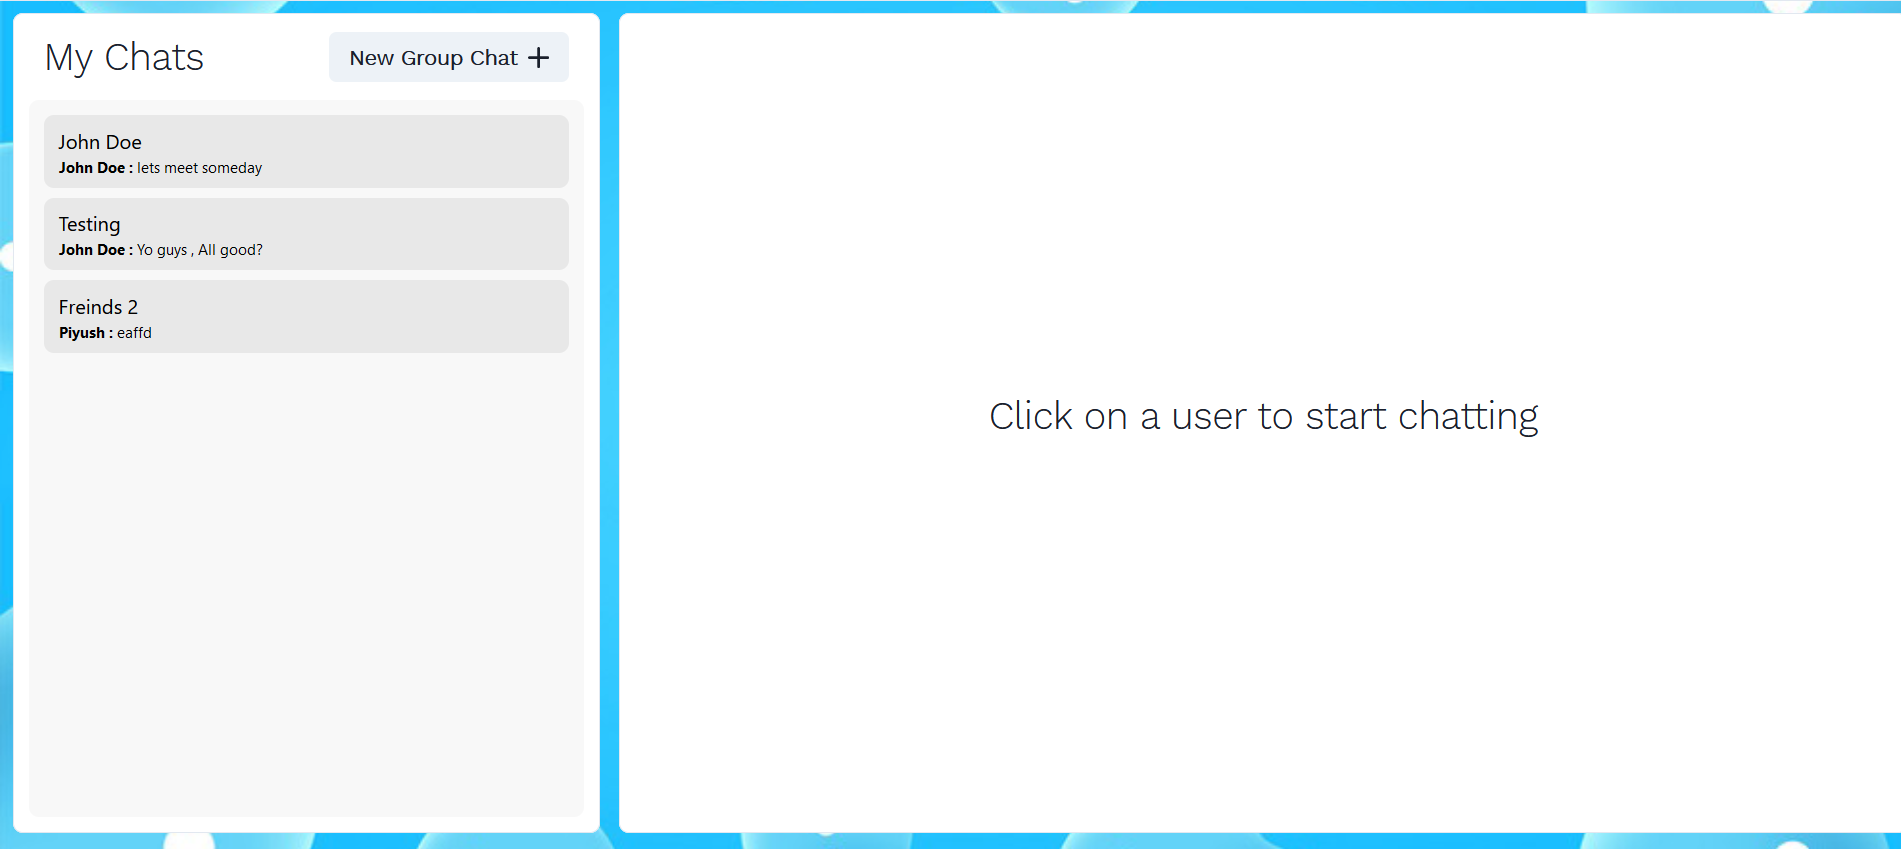 My Chats
New Group Chat +
John Doe
John Doe : lets meet someday
Testing
John Doe : Yo guys , All good?
Freinds 2
Piyush : eaffd
Click on a user to start chatting